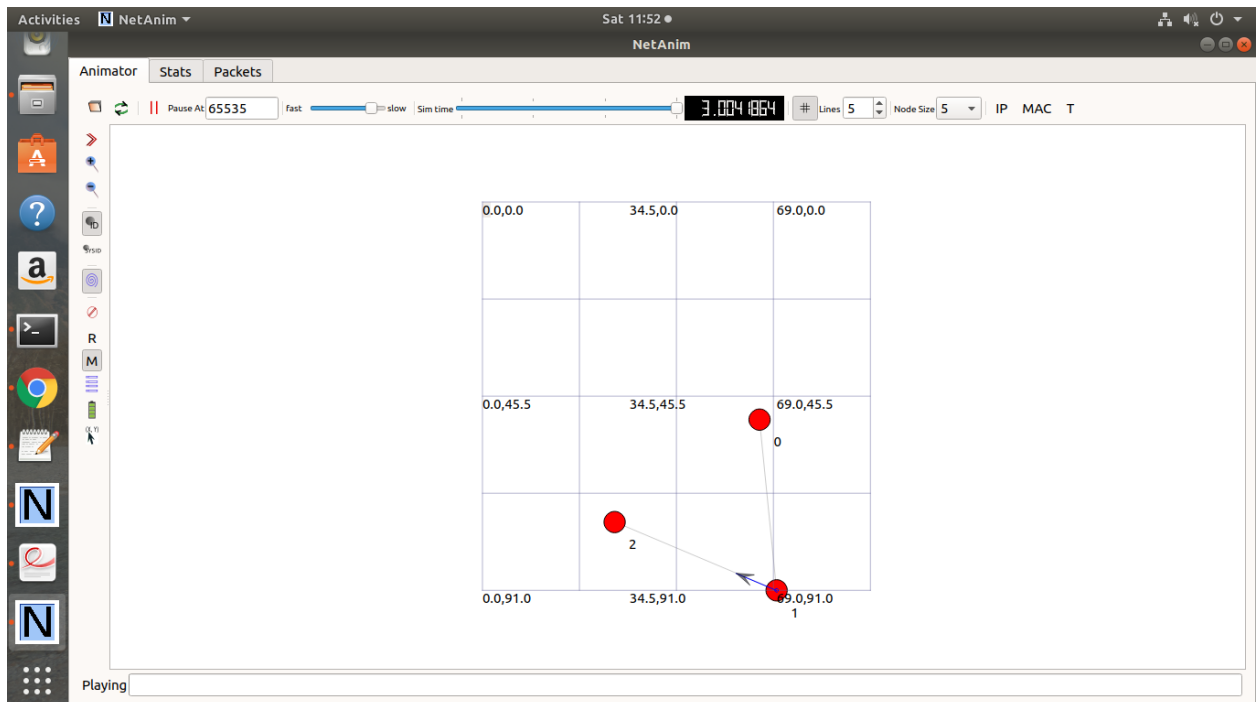 Activities NetAnim Sat 11:52
NetAnim
Animator Stats Packets
Pause At 65535 fast slow Sim time 3.0041864 # Lines 5 Node Size 5 IP MAC T
ID
SYSID
R
M
(X, Y)
0.0,0.0 34.5,0.0 69.0,0.0
0.0,45.5 34.5,45.5 69.0,45.5
0
2
0.0,91.0 34.5,91.0 69.0,91.0
1
Playing
A
?
a
>_
N
N